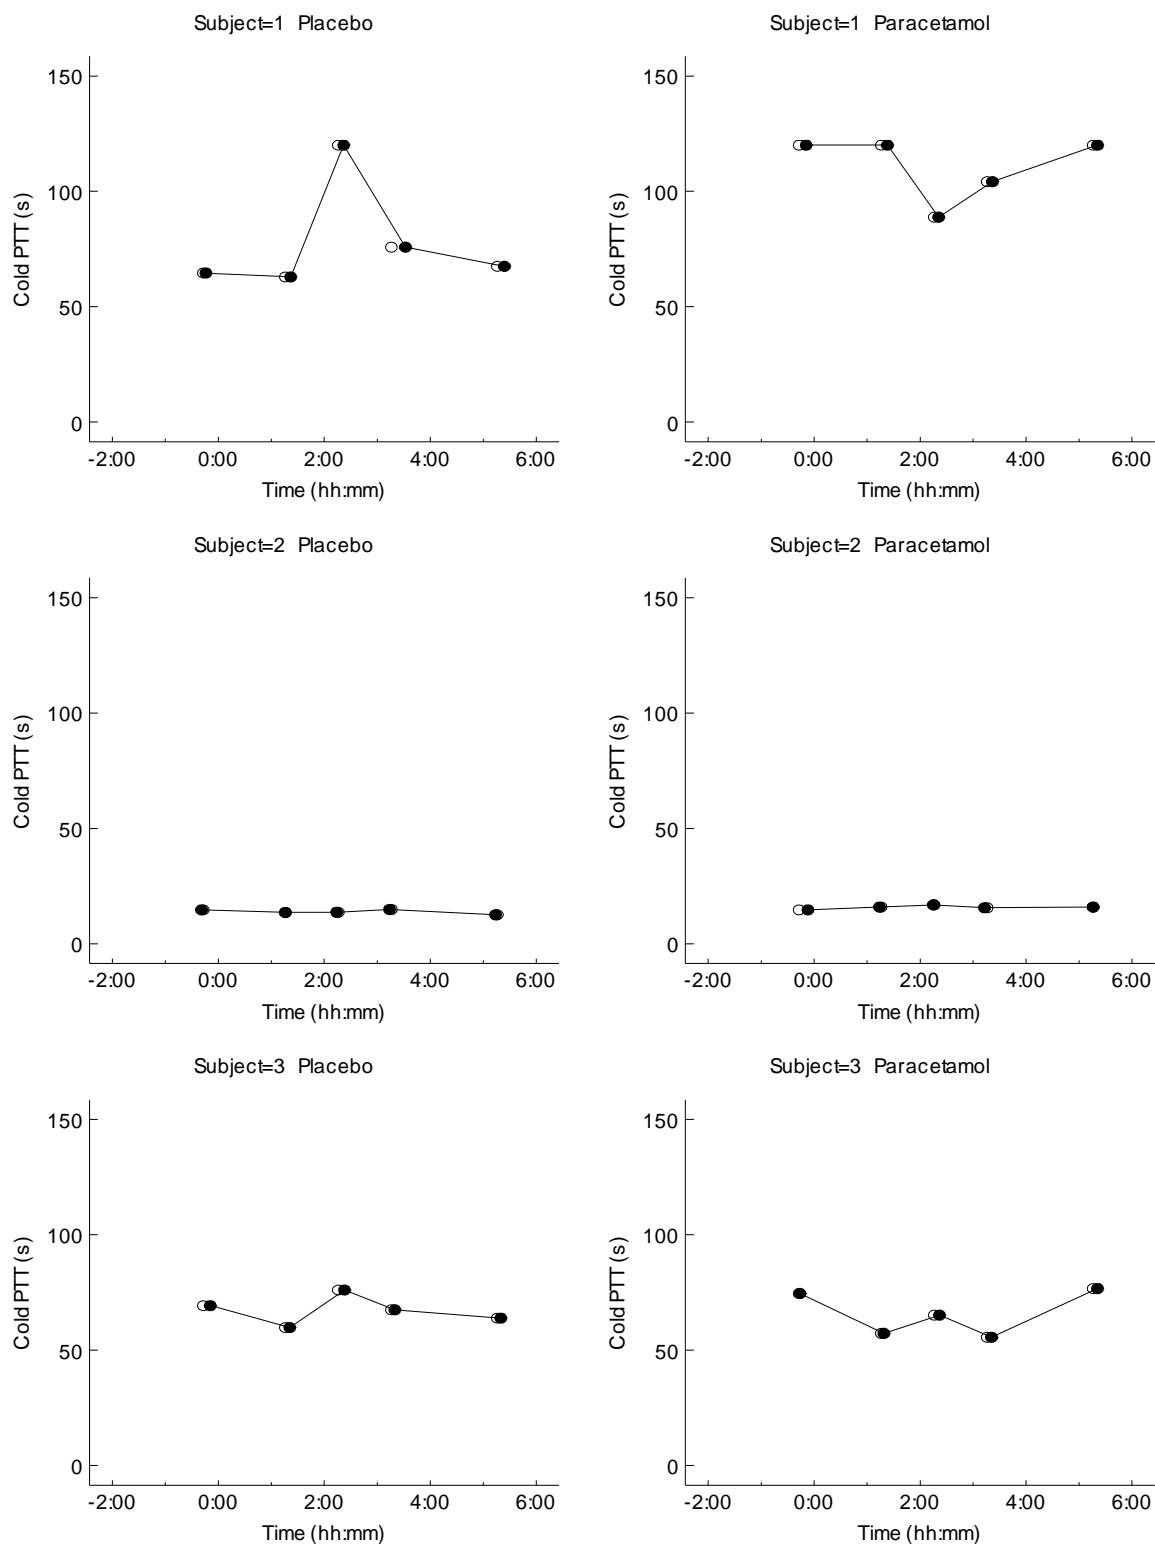 Subject=1 Placebo
Cold PTT (s)
150
100
50
0
-2:00 0:00 2:00 4:00 6:00
Time (hh:mm)
Subject=1 Paracetamol
Cold PTT (s)
150
100
50
0
-2:00 0:00 2:00 4:00 6:00
Time (hh:mm)
Subject=2 Placebo
Cold PTT (s)
150
100
50
0
-2:00 0:00 2:00 4:00 6:00
Time (hh:mm)
Subject=2 Paracetamol
Cold PTT (s)
150
100
50
0
-2:00 0:00 2:00 4:00 6:00
Time (hh:mm)
Subject=3 Placebo
Cold PTT (s)
150
100
50
0
-2:00 0:00 2:00 4:00 6:00
Time (hh:mm)
Subject=3 Paracetamol
Cold PTT (s)
150
100
50
0
-2:00 0:00 2:00 4:00 6:00
Time (hh:mm)